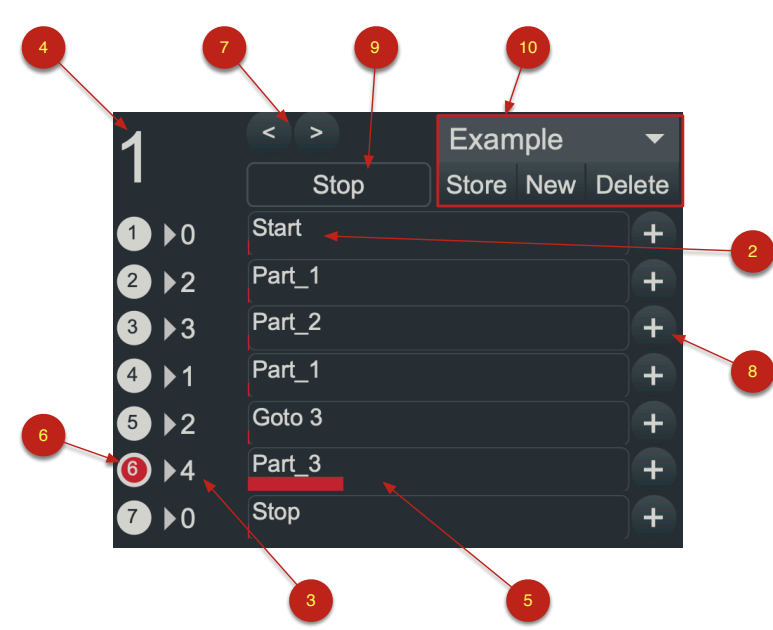 4
7
9
10
1
< >
Example
Stop
Store New Delete
1 0 Start +
2
2 2 Part_1 +
3 3 Part_2 +
8
4 1 Part_1 +
5 2 Goto 3 +
6
6 4 Part_3 +
7 0 Stop +
3
5